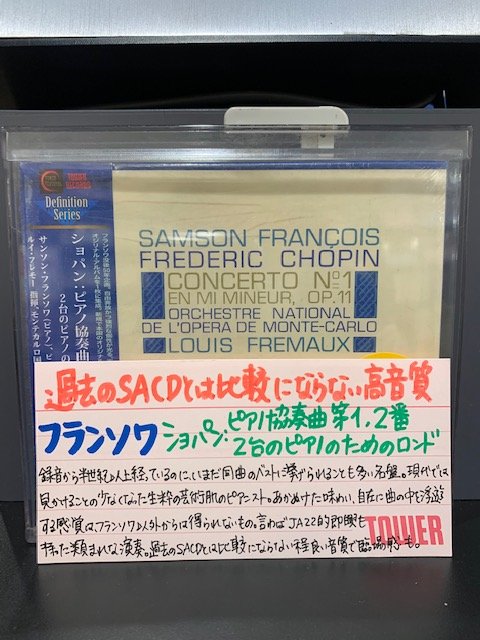 TOWER RECORDS
Definition Series
ショパン：ピアノ協奏曲
2台のピアノの
サンソン・フランソワ
ルイ・フレモー 指揮、モンテカルロ国
SAMSON FRANÇOIS
FREDERIC CHOPIN
CONCERTO Nº1
EN MI MINEUR, OP.11
ORCHESTRE NATIONAL
DE L'OPERA DE MONTE-CARLO
LOUIS FREMAUX
過去のSACDとは比較にならない高音質
フランソワ ショパン：ピアノ協奏曲第1,2番
2台のピアノのためのロンド
録音から半世紀以上経っているのに、いまだ同曲のベストに挙げられることも多い名盤。現代では
見かけることの少なくなった生粋の芸術肌のピアニスト。あかぬけた味わい、自在に曲の中を浮遊
する感覚は、フランソワ以外からは得られないもの。言わばJAZZ的即興も
類まれな演奏。過去のSACDとは比較にならない程良い音質で臨場感も。
TOWER